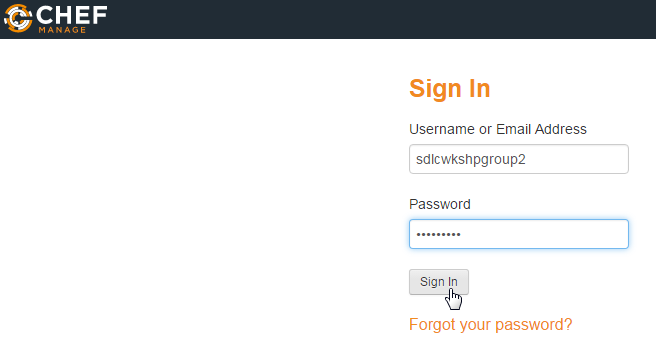 CHEF
MANAGE
Sign In
Username or Email Address
sdlcwkshpgroup2
Password
•••••••••
Sign In
Forgot your password?